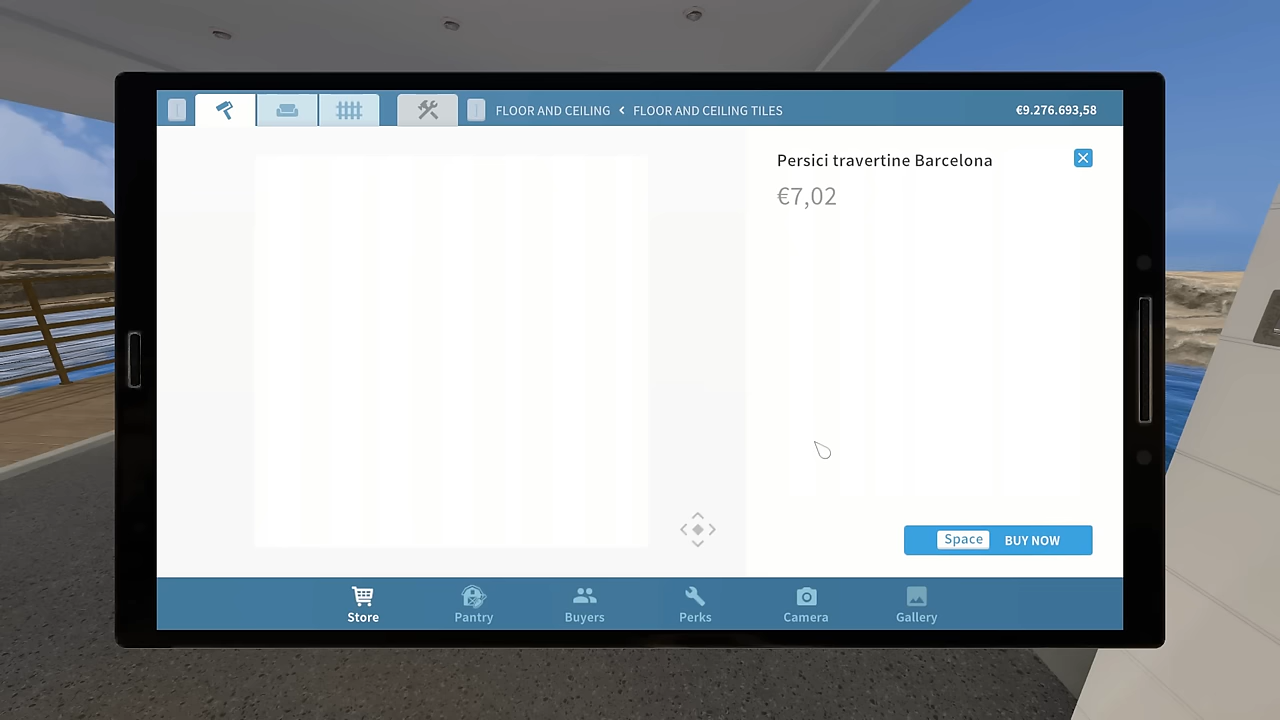 FLOOR AND CEILING < FLOOR AND CEILING TILES
€9.276.693,58
Persici travertine Barcelona
€7,02
Space BUY NOW
Store
Pantry
Buyers
Perks
Camera
Gallery